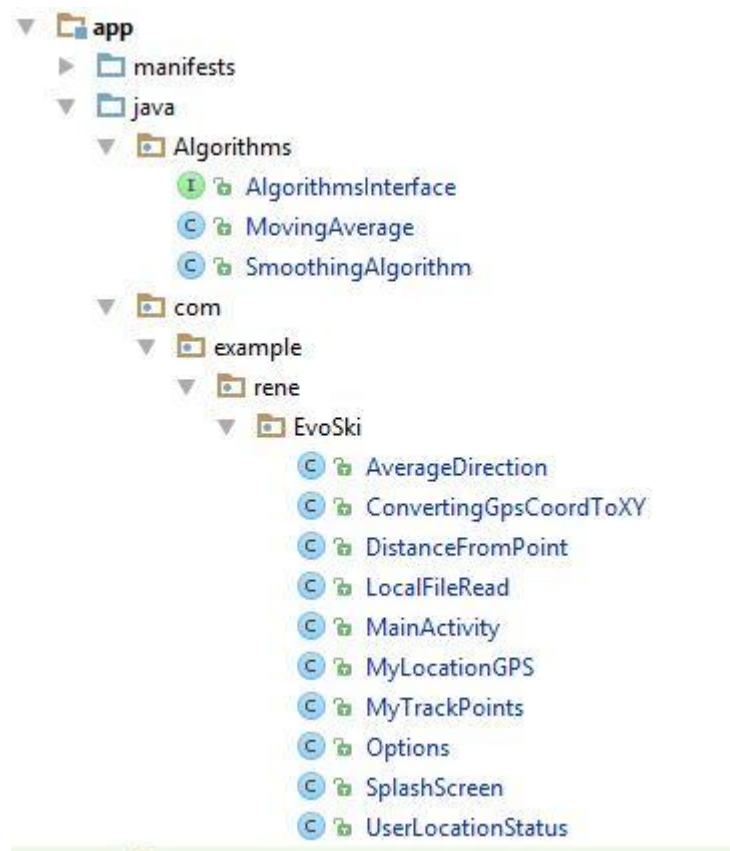 app
manifests
java
Algorithms
I AlgorithmsInterface
C MovingAverage
C SmoothingAlgorithm
com
example
rene
EvoSki
C AverageDirection
C ConvertingGpsCoordToXY
C DistanceFromPoint
C LocalFileRead
C MainActivity
C MyLocationGPS
C MyTrackPoints
C Options
C SplashScreen
C UserLocationStatus